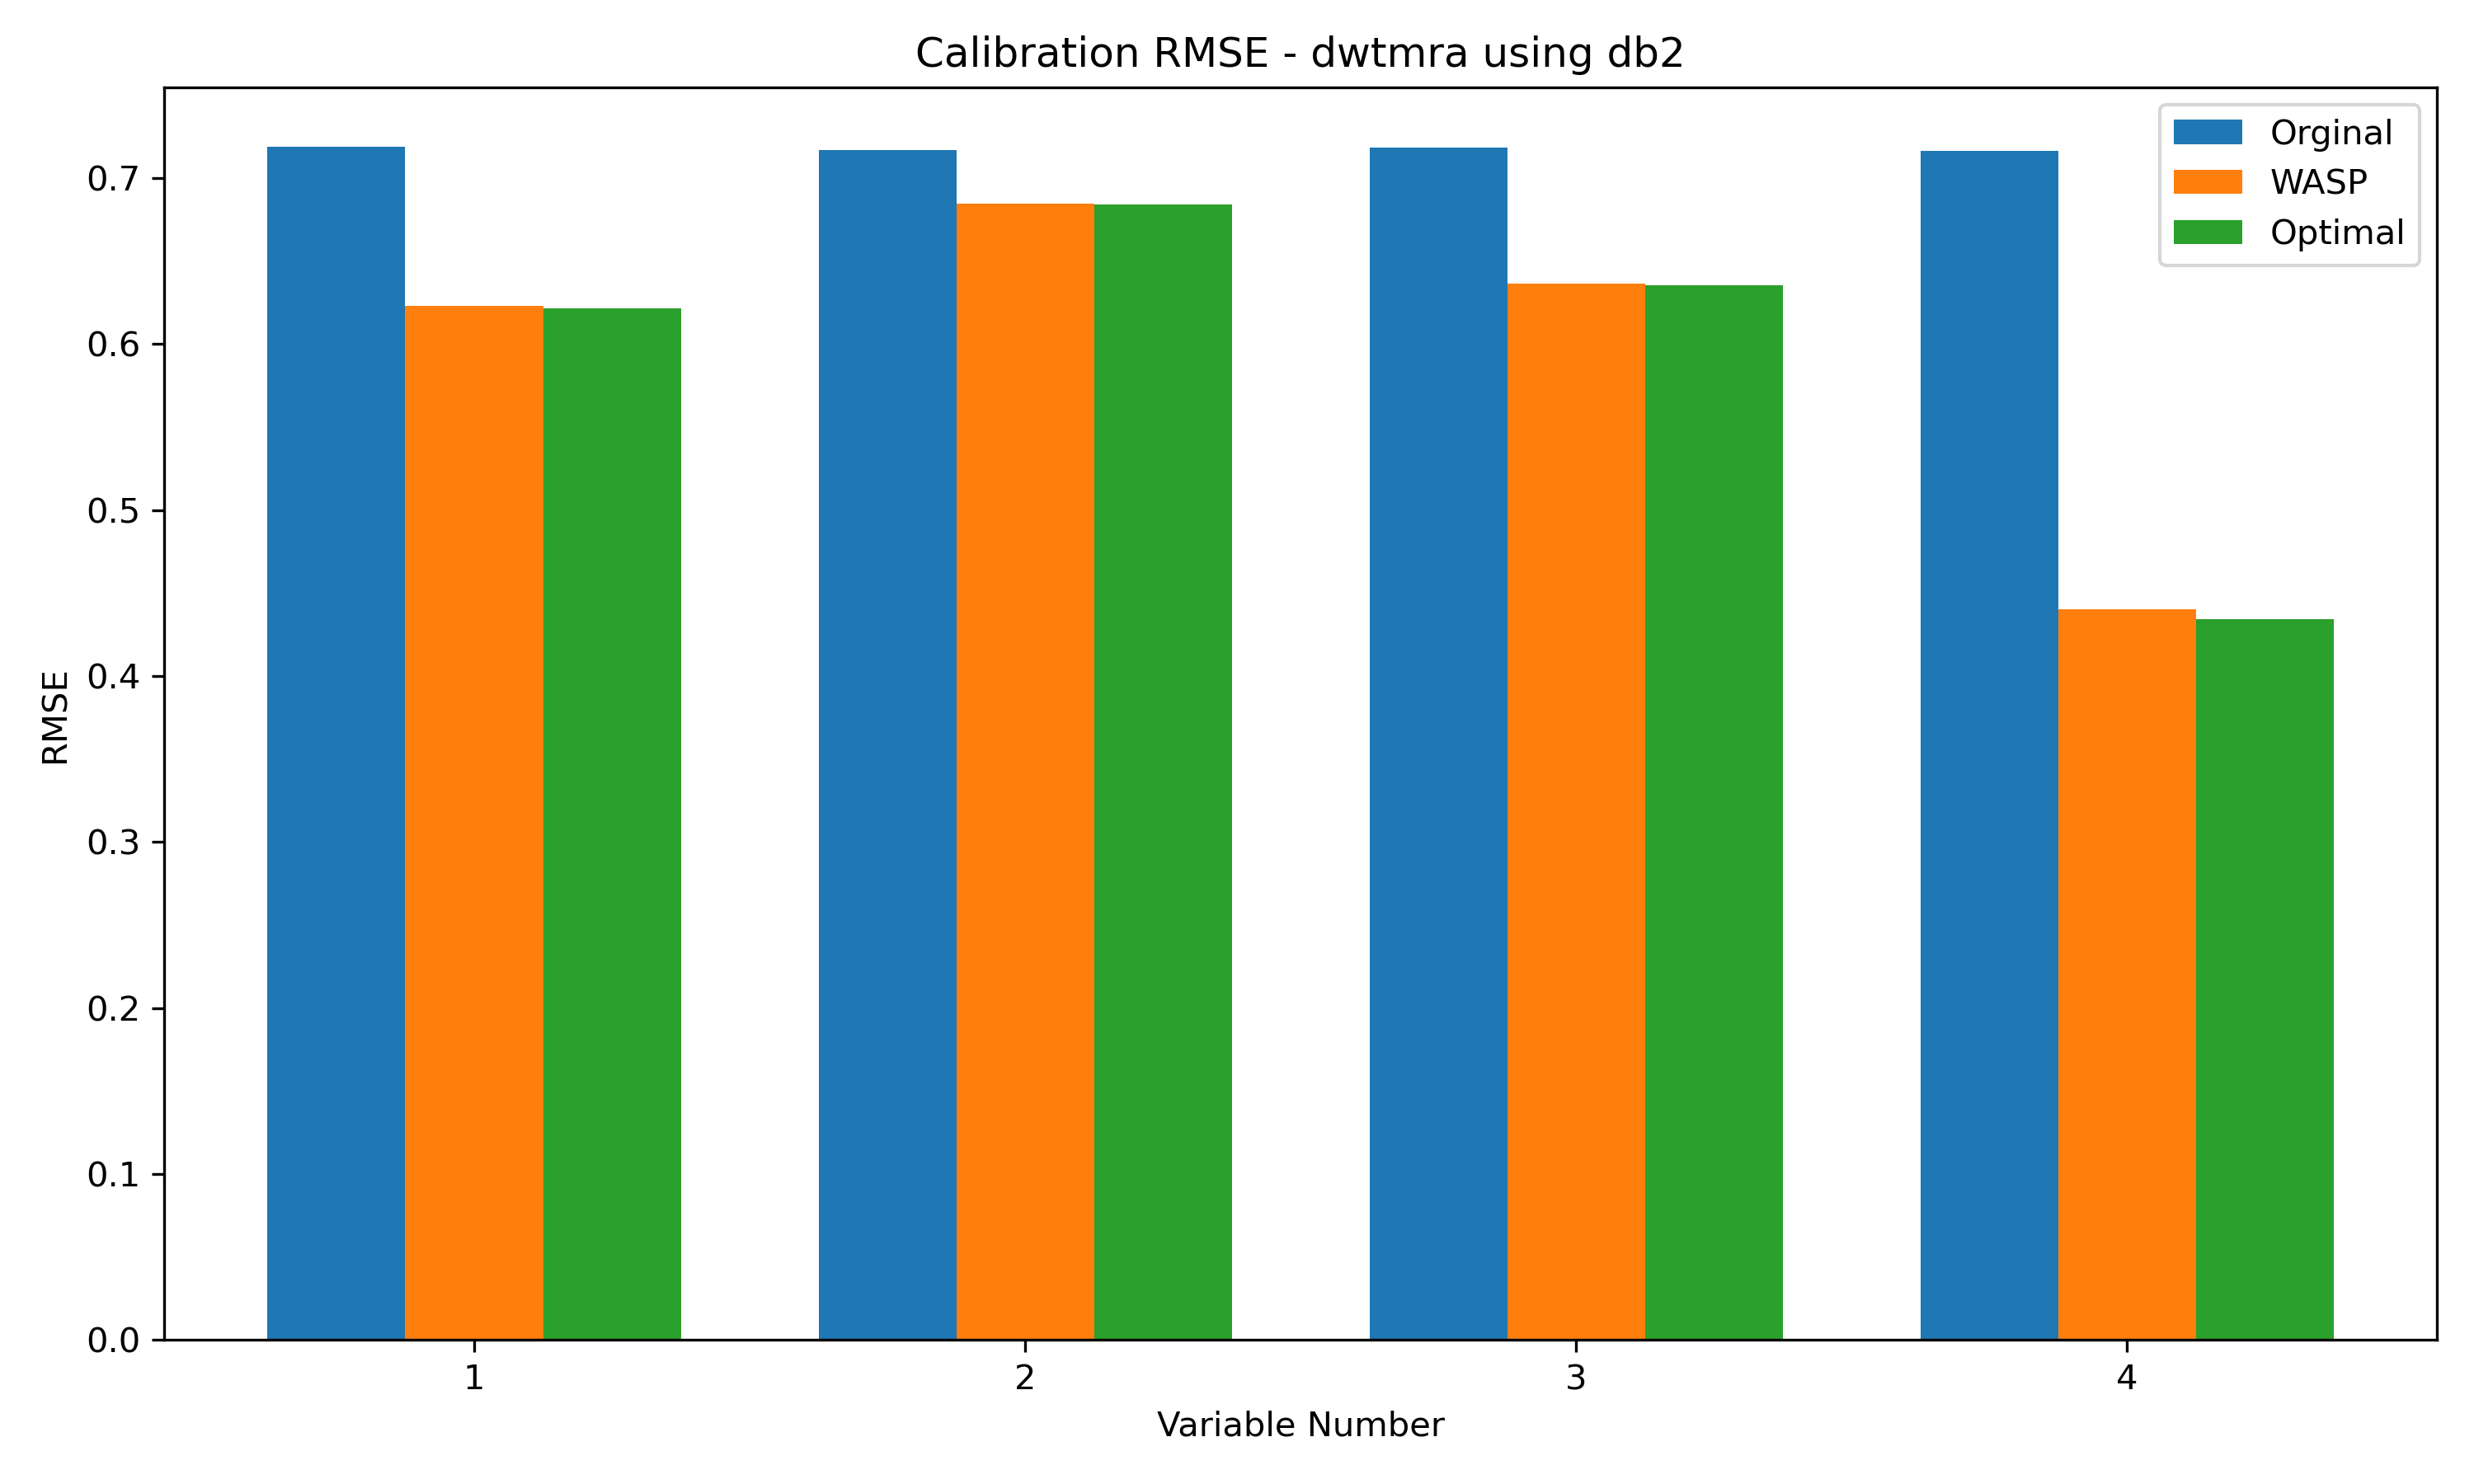 Calibration RMSE - dwtmra using db2
Orginal
WASP
Optimal
RMSE
0.7
0.6
0.5
0.4
0.3
0.2
0.1
0.0
1 2 3 4
Variable Number